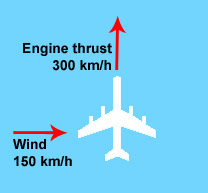 Engine thrust
300 km/h
Wind
150 km/h